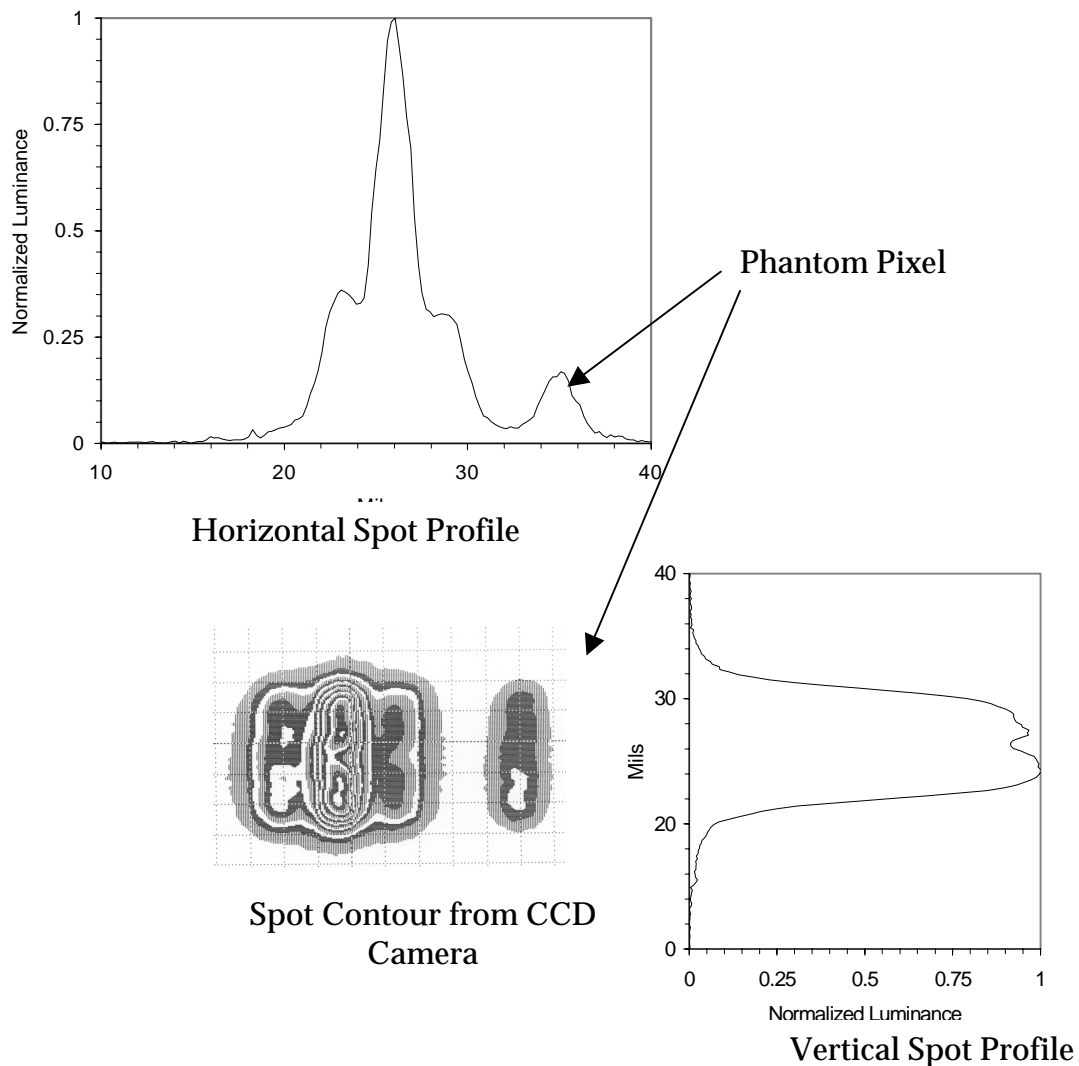 1
0.75
0.5
0.25
0
Normalized Luminance
10 20 30 40
Horizontal Spot Profile
Phantom Pixel
Spot Contour from CCD
Camera
40
30
20
10
0
Mils
0 0.25 0.5 0.75 1
Normalized Luminance
Vertical Spot Profile